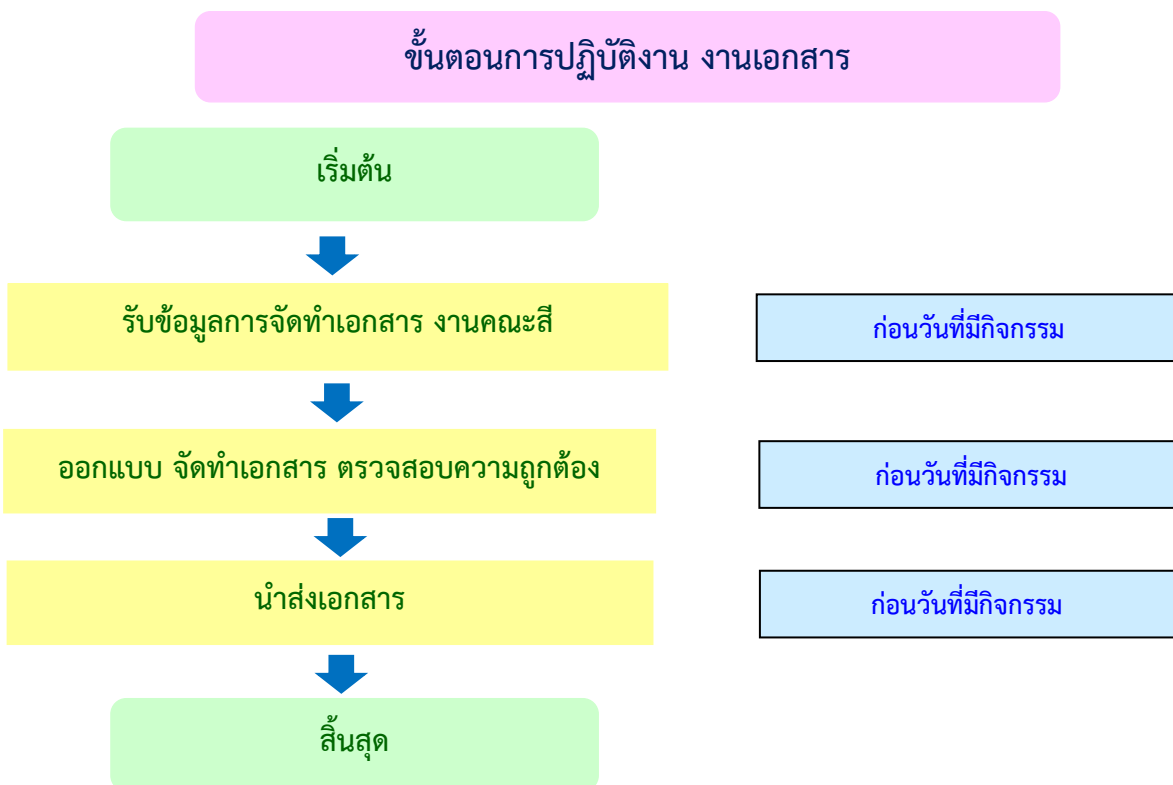 ขั้นตอนการปฏิบัติงาน งานเอกสาร
เริ่มต้น
รับข้อมูลการจัดทำเอกสาร งานคณะสี
ก่อนวันที่มีกิจกรรม
ออกแบบ จัดทำเอกสาร ตรวจสอบความถูกต้อง
ก่อนวันที่มีกิจกรรม
นำส่งเอกสาร
ก่อนวันที่มีกิจกรรม
สิ้นสุด